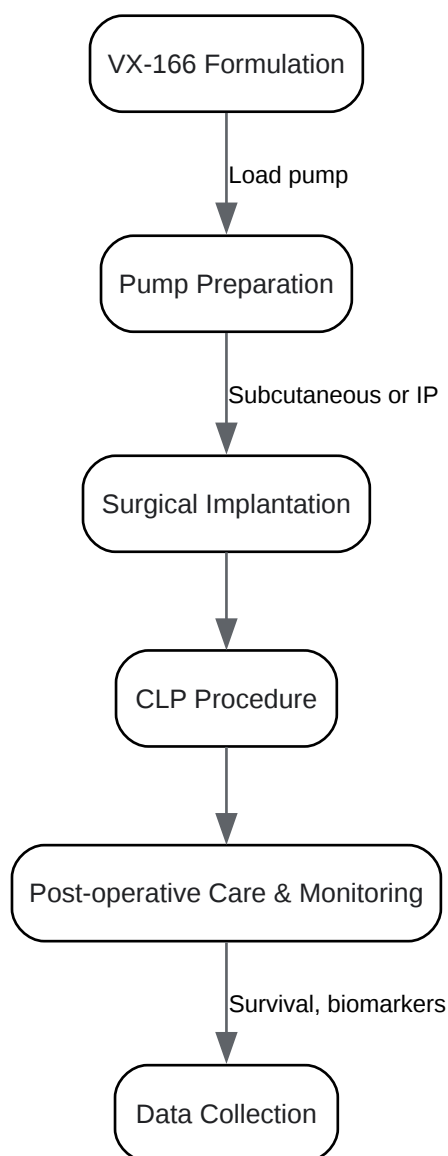 VX-166 Formulation
Load pump
Pump Preparation
Subcutaneous or IP
Surgical Implantation
CLP Procedure
Post-operative Care & Monitoring
Survival, biomarkers
Data Collection